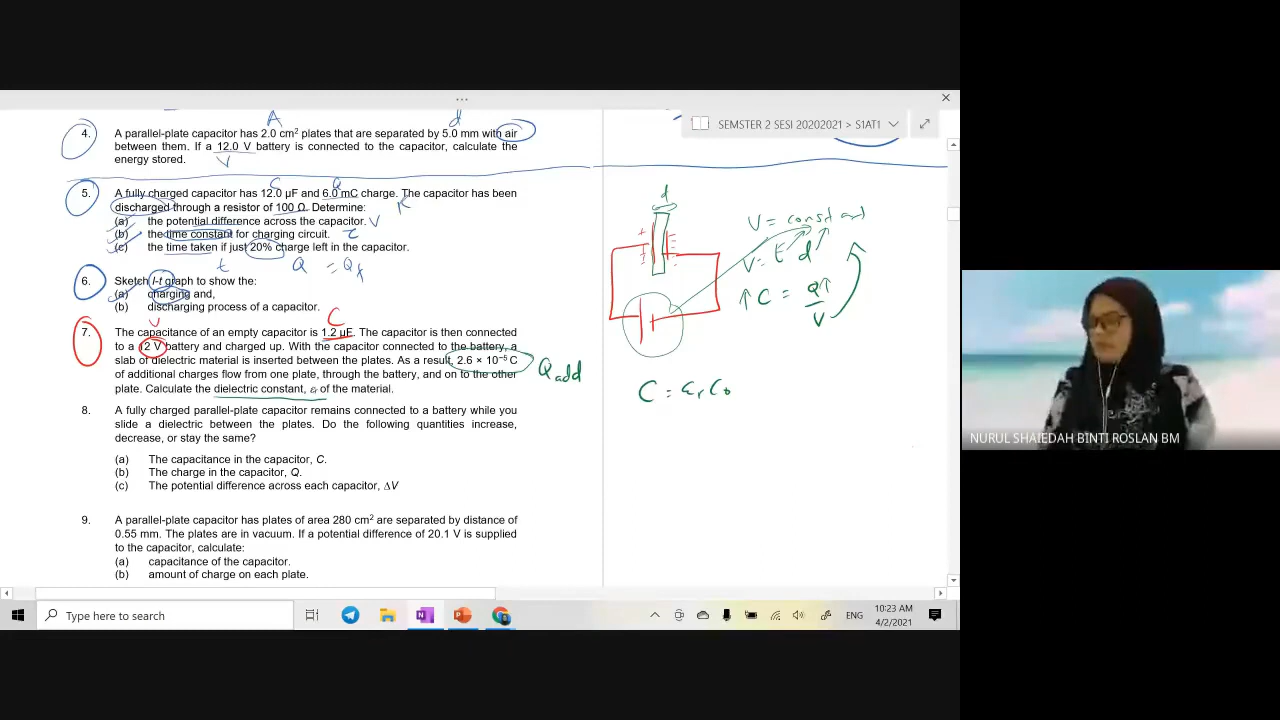 A d
4. A parallel-plate capacitor has 2.0 cm² plates that are separated by 5.0 mm with air
between them. If a 12.0 V battery is connected to the capacitor, calculate the
energy stored.
V
SEMSTER 2 SESI 20202021 > S1AT1
C Q
5. A fully charged capacitor has 12.0 μF and 6.0 mC charge. The capacitor has been
discharged through a resistor of 100 Ω. Determine: R
(a) the potential difference across the capacitor. V
(b) the time constant for charging circuit. τ
(c) the time taken if just 20% charge left in the capacitor.
t Q = Q
6. Sketch I-t graph to show the:
(a) charging and,
(b) discharging process of a capacitor.
V C
7. The capacitance of an empty capacitor is 1.2 μF. The capacitor is then connected
to a 12 V battery and charged up. With the capacitor connected to the battery, a
slab of dielectric material is inserted between the plates. As a result, 2.6 × 10⁻⁵ C
of additional charges flow from one plate, through the battery, and on to the other
plate. Calculate the dielectric constant, εr of the material.
Q add
8. A fully charged parallel-plate capacitor remains connected to a battery while you
slide a dielectric between the plates. Do the following quantities increase,
decrease, or stay the same?
(a) The capacitance in the capacitor, C.
(b) The charge in the capacitor, Q.
(c) The potential difference across each capacitor, ΔV
9. A parallel-plate capacitor has plates of area 280 cm² are separated by distance of
0.55 mm. The plates are in vacuum. If a potential difference of 20.1 V is supplied
to the capacitor, calculate:
(a) capacitance of the capacitor.
(b) amount of charge on each plate.
d
V = constant
V = E d
↑ C = Q↑
V
C = εr C₀
NURUL SHAIEDAH BINTI ROSLAN BM
Type here to search
ENG
10:23 AM
4/2/2021